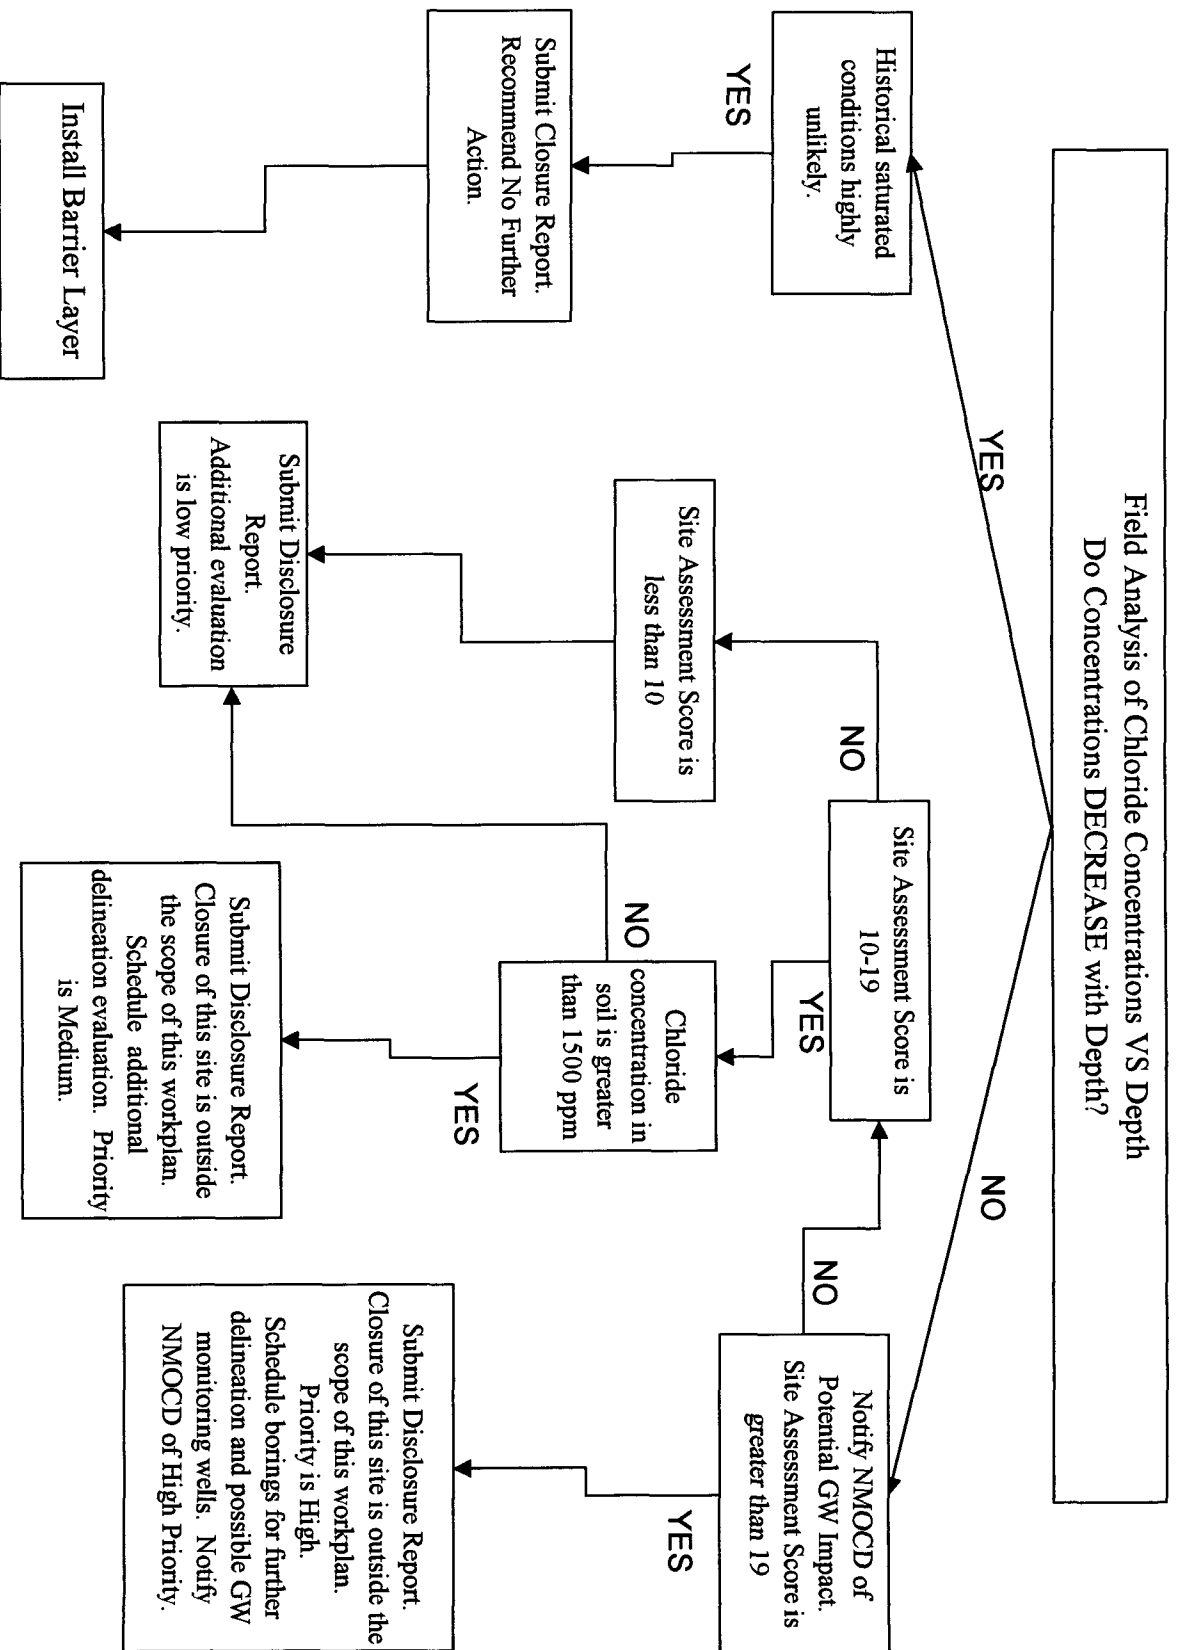 Field Analysis of Chloride Concentrations VS Depth
Do Concentrations DECREASE with Depth?
YES
NO
Historical saturated
conditions highly
unlikely.
YES
Submit Closure Report.
Recommend No Further
Action.
Install Barrier Layer
Notify NMOCD of
Potential GW Impact.
Site Assessment Score is
greater than 19
NO
YES
Site Assessment Score is
10-19
NO
YES
Site Assessment Score is
less than 10
Chloride
concentration in
soil is greater
than 1500 ppm
NO
YES
Submit Disclosure
Report.
Additional evaluation
is low priority.
Submit Disclosure Report.
Closure of this site is outside
the scope of this workplan.
Schedule additional
delineation evaluation. Priority
is Medium.
Submit Disclosure Report.
Closure of this site is outside the
scope of this workplan.
Priority is High.
Schedule borings for further
delineation and possible GW
monitoring wells. Notify
NMOCD of High Priority.